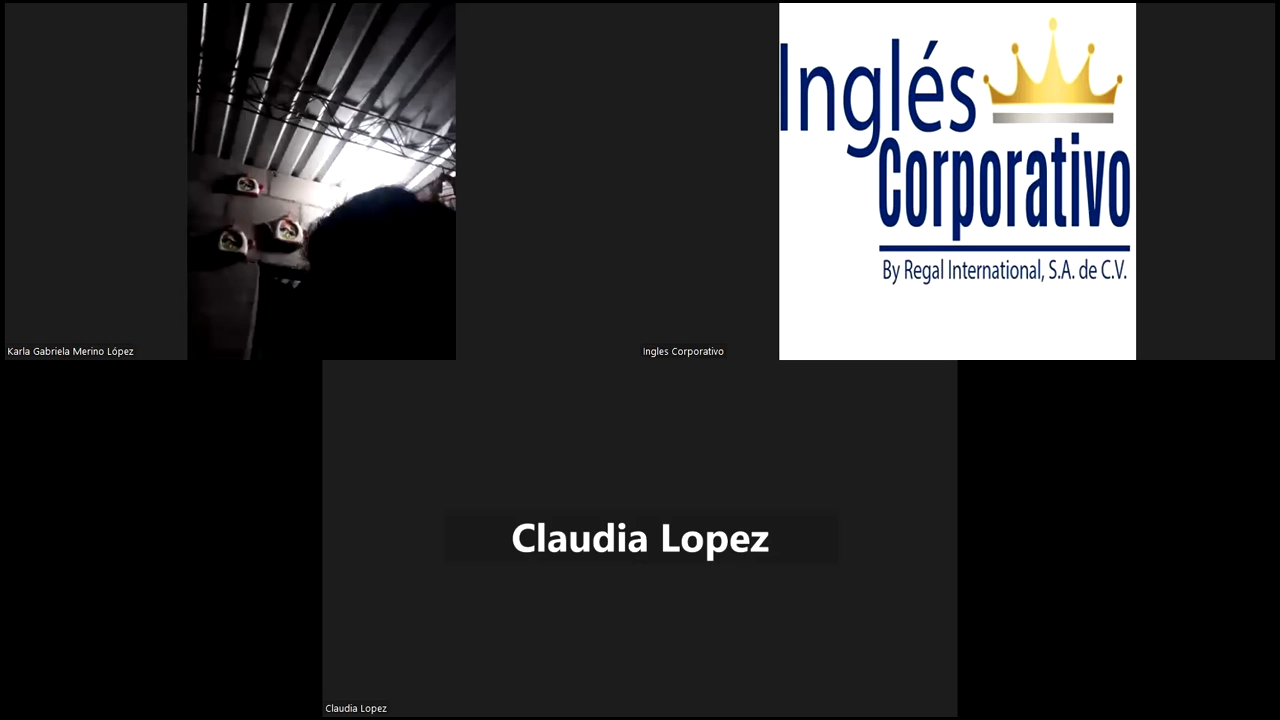 Inglés
Corporativo
By Regal International, S.A. de C.V.
Karla Gabriela Merino López
Ingles Corporativo
Claudia Lopez
Claudia Lopez